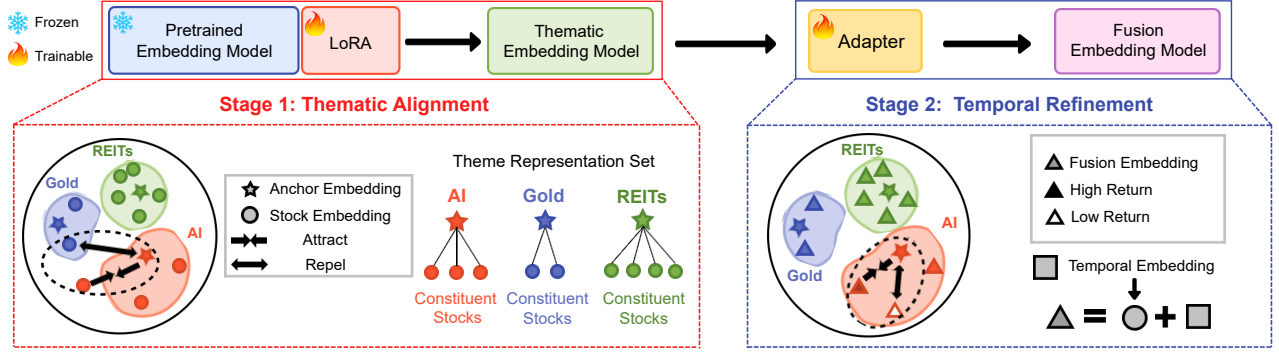 Frozen
Trainable
Pretrained
Embedding Model
LoRA
Thematic
Embedding Model
Adapter
Fusion
Embedding Model
Stage 1: Thematic Alignment
Stage 2: Temporal Refinement
REITs
Gold
AI
Anchor Embedding
Stock Embedding
Attract
Repel
Theme Representation Set
AI
Gold
REITs
Constituent
Stocks
Constituent
Stocks
Constituent
Stocks
REITs
AI
Gold
Fusion Embedding
High Return
Low Return
Temporal Embedding
= +